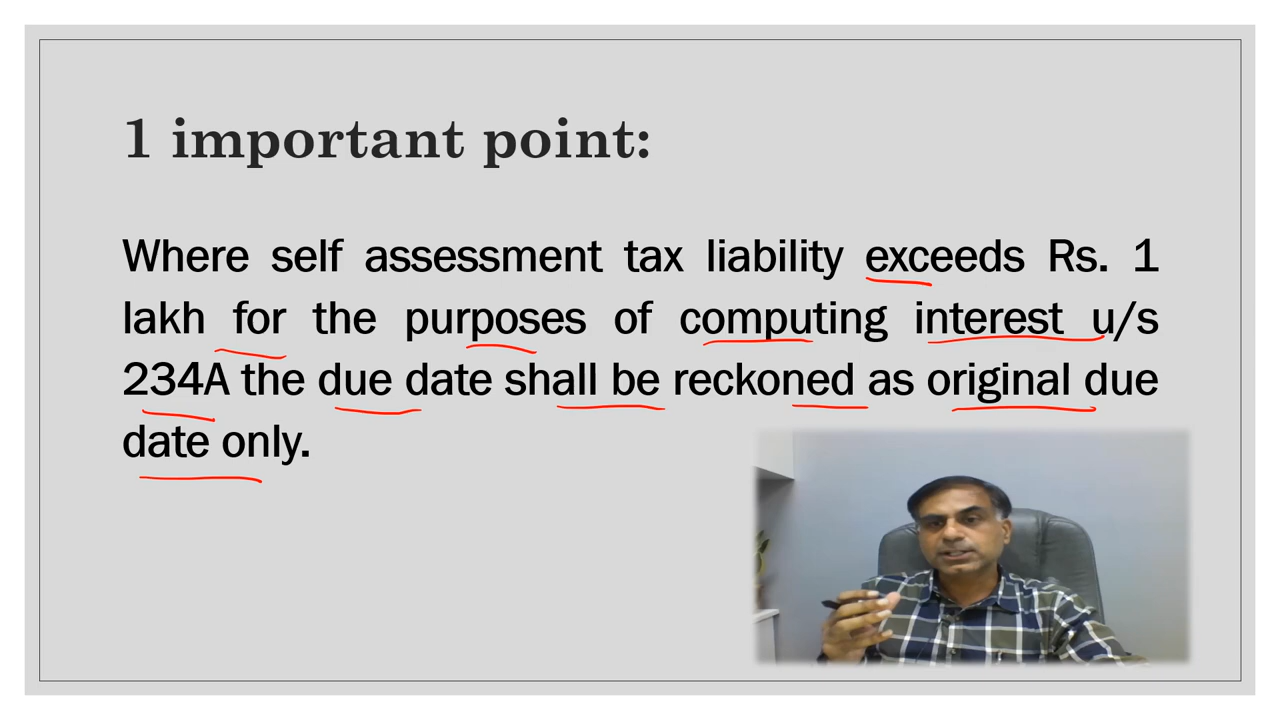 1 important point:
Where self assessment tax liability exceeds Rs. 1
lakh for the purposes of computing interest u/s
234A the due date shall be reckoned as original due
date only.